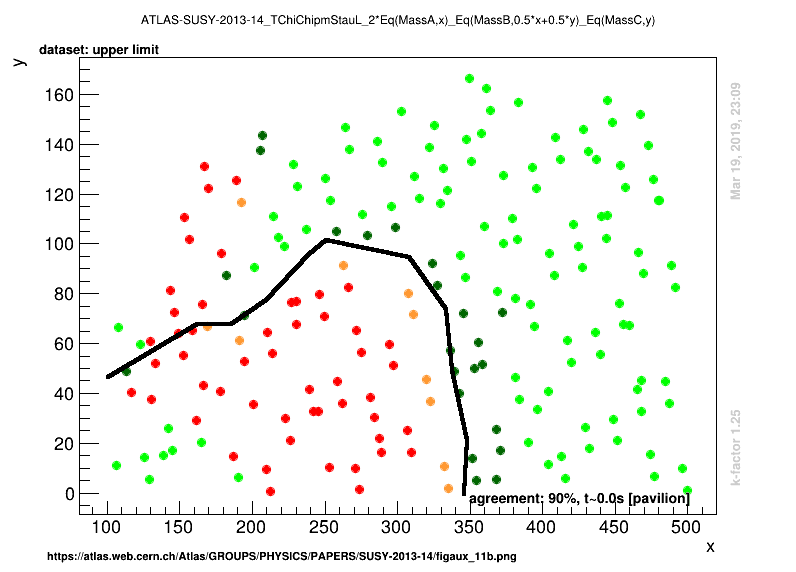 ATLAS-SUSY-2013-14_TChiChipmStauL_2*Eq(MassA,x)_Eq(MassB,0.5*x+0.5*y)_Eq(MassC,y)
dataset: upper limit
y
160
140
120
100
80
60
40
20
0
Mar 19, 2019, 23:09
k-factor 1.25
agreement: 90%, t~0.0s [pavilion]
100 150 200 250 300 350 400 450 500
x
https://atlas.web.cern.ch/Atlas/GROUPS/PHYSICS/PAPERS/SUSY-2013-14/figaux_11b.png